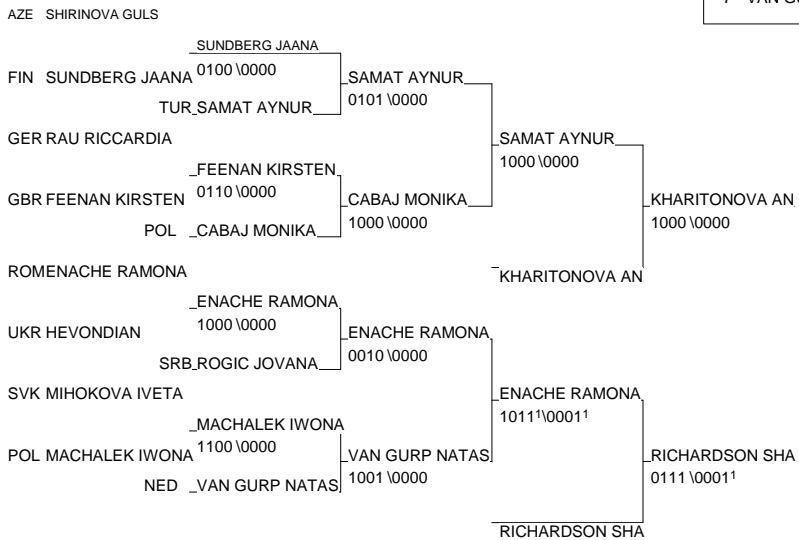 7 VAN GU
AZE SHIRINOVA GULS
SUNDBERG JAANA
0100 \0000
FIN SUNDBERG JAANA
SAMAT AYNUR
0101 \0000
TUR SAMAT AYNUR
GER RAU RICCARDIA
SAMAT AYNUR
1000 \0000
FEENAN KIRSTEN
0110 \0000
GBR FEENAN KIRSTEN
CABAJ MONIKA
1000 \0000
KHARITONOVA AN
1000 \0000
POL CABAJ MONIKA
ROMENACHE RAMONA
KHARITONOVA AN
ENACHE RAMONA
1000 \0000
UKR HEVONDIAN
ENACHE RAMONA
0010 \0000
SRB ROGIC JOVANA
SVK MIHOKOVA IVETA
ENACHE RAMONA
1011¹\0001¹
MACHALEK IWONA
1100 \0000
POL MACHALEK IWONA
VAN GURP NATAS
1001 \0000
RICHARDSON SHA
0111 \0001¹
NED VAN GURP NATAS
RICHARDSON SHA